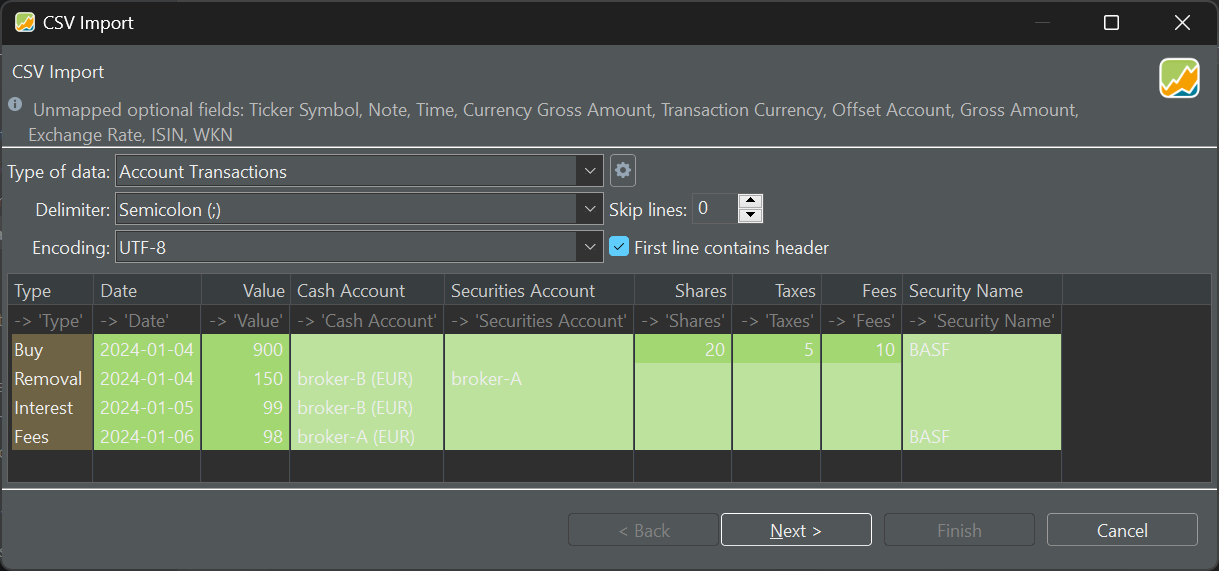 CSV Import
CSV Import
Unmapped optional fields: Ticker Symbol, Note, Time, Currency Gross Amount, Transaction Currency, Offset Account, Gross Amount,
Exchange Rate, ISIN, WKN
Type of data: Account Transactions
Delimiter: Semicolon (;) Skip lines: 0
Encoding: UTF-8 First line contains header
Type Date Value Cash Account Securities Account Shares Taxes Fees Security Name
-> 'Type' -> 'Date' -> 'Value' -> 'Cash Account' -> 'Securities Account' -> 'Shares' -> 'Taxes' -> 'Fees' -> 'Security Name'
Buy 2024-01-04 900 20 5 10 BASF
Removal 2024-01-04 150 broker-B (EUR) broker-A
Interest 2024-01-05 99 broker-B (EUR)
Fees 2024-01-06 98 broker-A (EUR) BASF
< Back Next > Finish Cancel